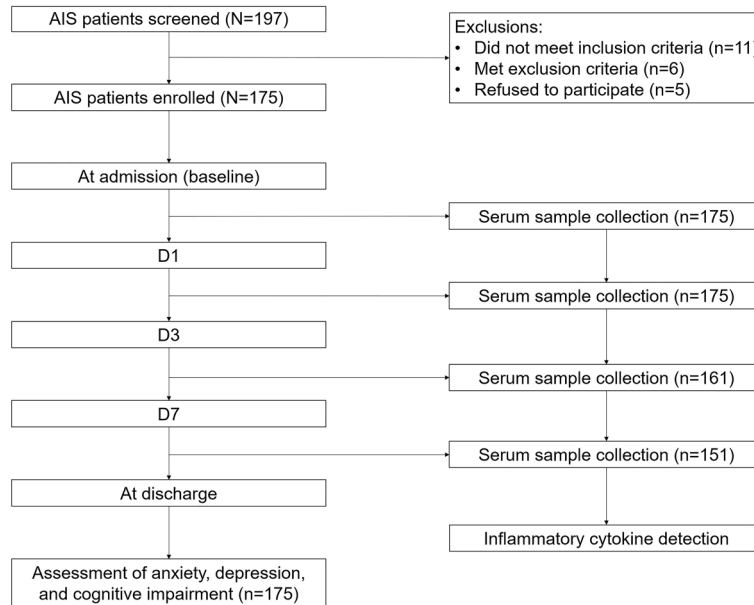 AIS patients screened (N=197)
Exclusions:
• Did not meet inclusion criteria (n=11)
• Met exclusion criteria (n=6)
• Refused to participate (n=5)
AIS patients enrolled (N=175)
At admission (baseline)
Serum sample collection (n=175)
D1
Serum sample collection (n=175)
D3
Serum sample collection (n=161)
D7
Serum sample collection (n=151)
At discharge
Inflammatory cytokine detection
Assessment of anxiety, depression,
and cognitive impairment (n=175)